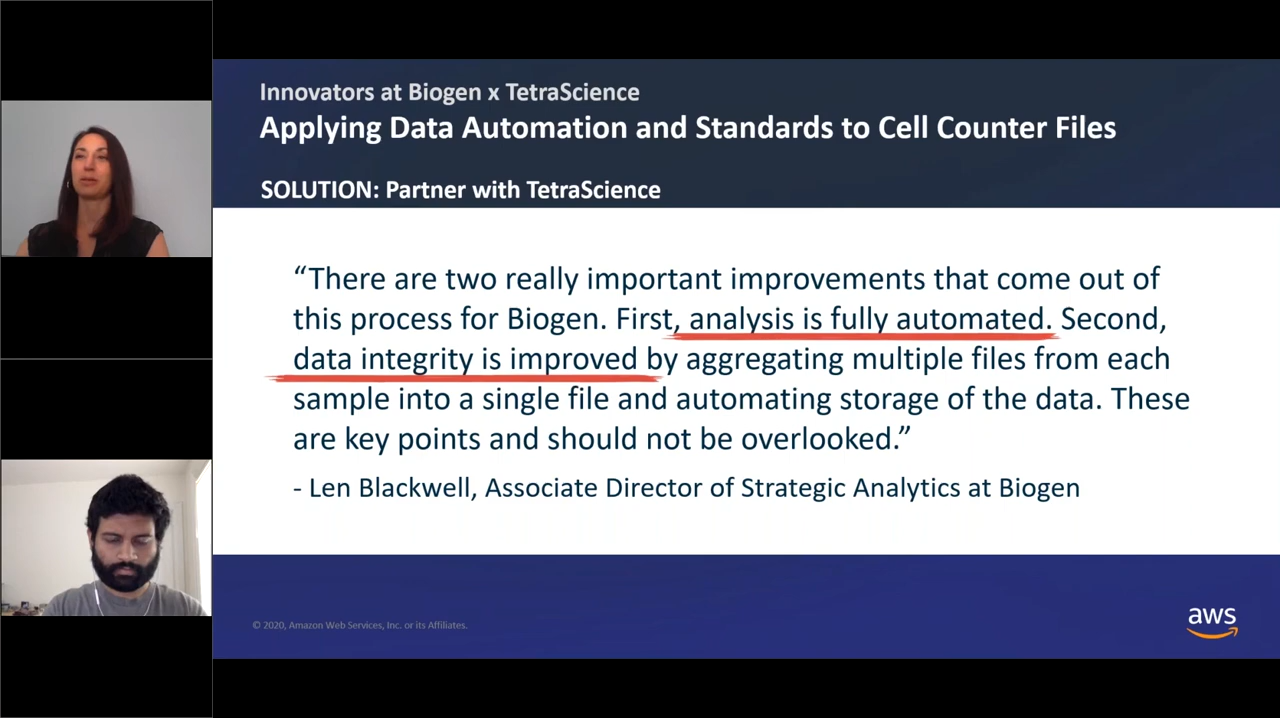 Innovators at Biogen x TetraScience
Applying Data Automation and Standards to Cell Counter Files
SOLUTION: Partner with TetraScience
“There are two really important improvements that come out of
this process for Biogen. First, analysis is fully automated. Second,
data integrity is improved by aggregating multiple files from each
sample into a single file and automating storage of the data. These
are key points and should not be overlooked.”
- Len Blackwell, Associate Director of Strategic Analytics at Biogen
© 2020, Amazon Web Services, Inc. or its Affiliates.
aws